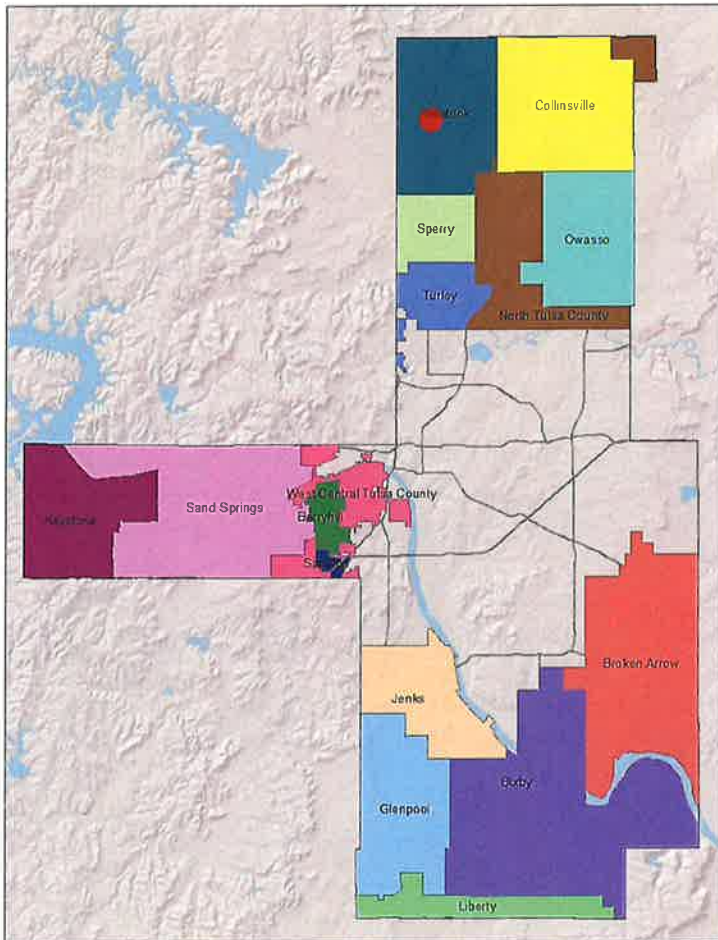 Collinsville
Sperry
Owasso
Turley
North Tulsa County
West Central Tulsa County
Sand Springs
Keystone
Berryhill
Broken Arrow
Jenks
Bixby
Glenpool
Liberty